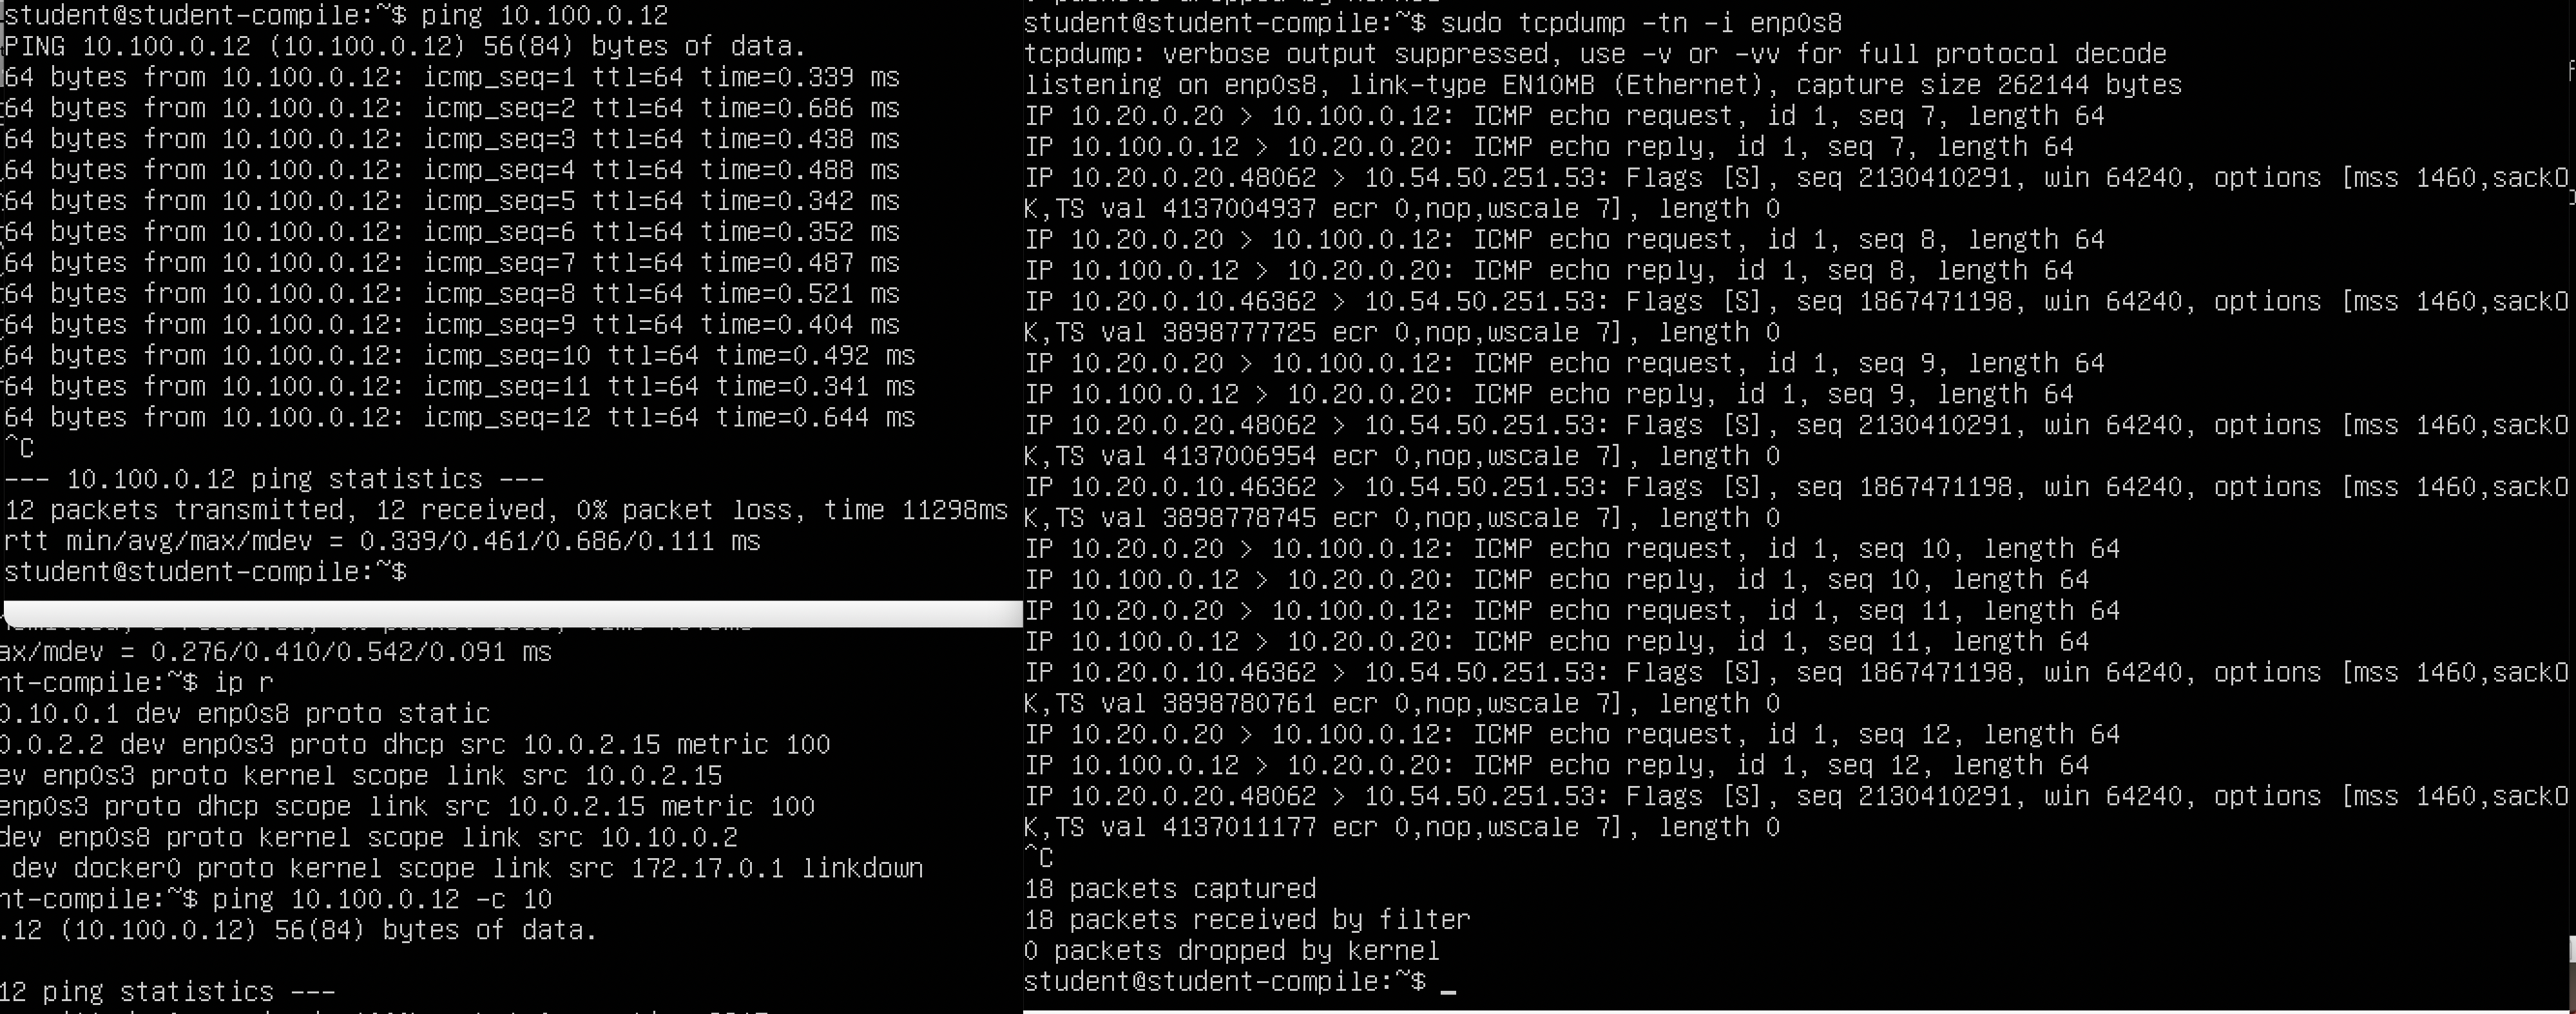 student@student-compile:~$ ping 10.100.0.12
PING 10.100.0.12 (10.100.0.12) 56(84) bytes of data.
64 bytes from 10.100.0.12: icmp_seq=1 ttl=64 time=0.339 ms
64 bytes from 10.100.0.12: icmp_seq=2 ttl=64 time=0.686 ms
64 bytes from 10.100.0.12: icmp_seq=3 ttl=64 time=0.438 ms
64 bytes from 10.100.0.12: icmp_seq=4 ttl=64 time=0.488 ms
64 bytes from 10.100.0.12: icmp_seq=5 ttl=64 time=0.342 ms
64 bytes from 10.100.0.12: icmp_seq=6 ttl=64 time=0.352 ms
64 bytes from 10.100.0.12: icmp_seq=7 ttl=64 time=0.487 ms
64 bytes from 10.100.0.12: icmp_seq=8 ttl=64 time=0.521 ms
64 bytes from 10.100.0.12: icmp_seq=9 ttl=64 time=0.404 ms
64 bytes from 10.100.0.12: icmp_seq=10 ttl=64 time=0.492 ms
64 bytes from 10.100.0.12: icmp_seq=11 ttl=64 time=0.341 ms
64 bytes from 10.100.0.12: icmp_seq=12 ttl=64 time=0.644 ms
^C
--- 10.100.0.12 ping statistics ---
12 packets transmitted, 12 received, 0% packet loss, time 11298ms
rtt min/avg/max/mdev = 0.339/0.461/0.686/0.111 ms
student@student-compile:~$
ax/mdev = 0.276/0.410/0.542/0.091 ms
nt-compile:~$ ip r
0.10.0.1 dev enp0s8 proto static
0.0.2.2 dev enp0s3 proto dhcp src 10.0.2.15 metric 100
ev enp0s3 proto kernel scope link src 10.0.2.15
enp0s3 proto dhcp scope link src 10.0.2.15 metric 100
dev enp0s8 proto kernel scope link src 10.10.0.2
dev docker0 proto kernel scope link src 172.17.0.1 linkdown
nt-compile:~$ ping 10.100.0.12 -c 10
.12 (10.100.0.12) 56(84) bytes of data.
12 ping statistics ---
student@student-compile:~$ sudo tcpdump -tn -i enp0s8
tcpdump: verbose output suppressed, use -v or -vv for full protocol decode
listening on enp0s8, link-type EN10MB (Ethernet), capture size 262144 bytes
IP 10.20.0.20 > 10.100.0.12: ICMP echo request, id 1, seq 7, length 64
IP 10.100.0.12 > 10.20.0.20: ICMP echo reply, id 1, seq 7, length 64
IP 10.20.0.20.48062 > 10.54.50.251.53: Flags [S], seq 2130410291, win 64240, options [mss 1460,sackO
K,TS val 4137004937 ecr 0,nop,wscale 7], length 0
IP 10.20.0.20 > 10.100.0.12: ICMP echo request, id 1, seq 8, length 64
IP 10.100.0.12 > 10.20.0.20: ICMP echo reply, id 1, seq 8, length 64
IP 10.20.0.10.46362 > 10.54.50.251.53: Flags [S], seq 1867471198, win 64240, options [mss 1460,sackO
K,TS val 3898777725 ecr 0,nop,wscale 7], length 0
IP 10.20.0.20 > 10.100.0.12: ICMP echo request, id 1, seq 9, length 64
IP 10.100.0.12 > 10.20.0.20: ICMP echo reply, id 1, seq 9, length 64
IP 10.20.0.20.48062 > 10.54.50.251.53: Flags [S], seq 2130410291, win 64240, options [mss 1460,sackO
K,TS val 4137006954 ecr 0,nop,wscale 7], length 0
IP 10.20.0.10.46362 > 10.54.50.251.53: Flags [S], seq 1867471198, win 64240, options [mss 1460,sackO
K,TS val 3898778745 ecr 0,nop,wscale 7], length 0
IP 10.20.0.20 > 10.100.0.12: ICMP echo request, id 1, seq 10, length 64
IP 10.100.0.12 > 10.20.0.20: ICMP echo reply, id 1, seq 10, length 64
IP 10.20.0.20 > 10.100.0.12: ICMP echo request, id 1, seq 11, length 64
IP 10.100.0.12 > 10.20.0.20: ICMP echo reply, id 1, seq 11, length 64
IP 10.20.0.10.46362 > 10.54.50.251.53: Flags [S], seq 1867471198, win 64240, options [mss 1460,sackO
K,TS val 3898780761 ecr 0,nop,wscale 7], length 0
IP 10.20.0.20 > 10.100.0.12: ICMP echo request, id 1, seq 12, length 64
IP 10.100.0.12 > 10.20.0.20: ICMP echo reply, id 1, seq 12, length 64
IP 10.20.0.20.48062 > 10.54.50.251.53: Flags [S], seq 2130410291, win 64240, options [mss 1460,sackO
K,TS val 4137011177 ecr 0,nop,wscale 7], length 0
^C
18 packets captured
18 packets received by filter
0 packets dropped by kernel
student@student-compile:~$ _